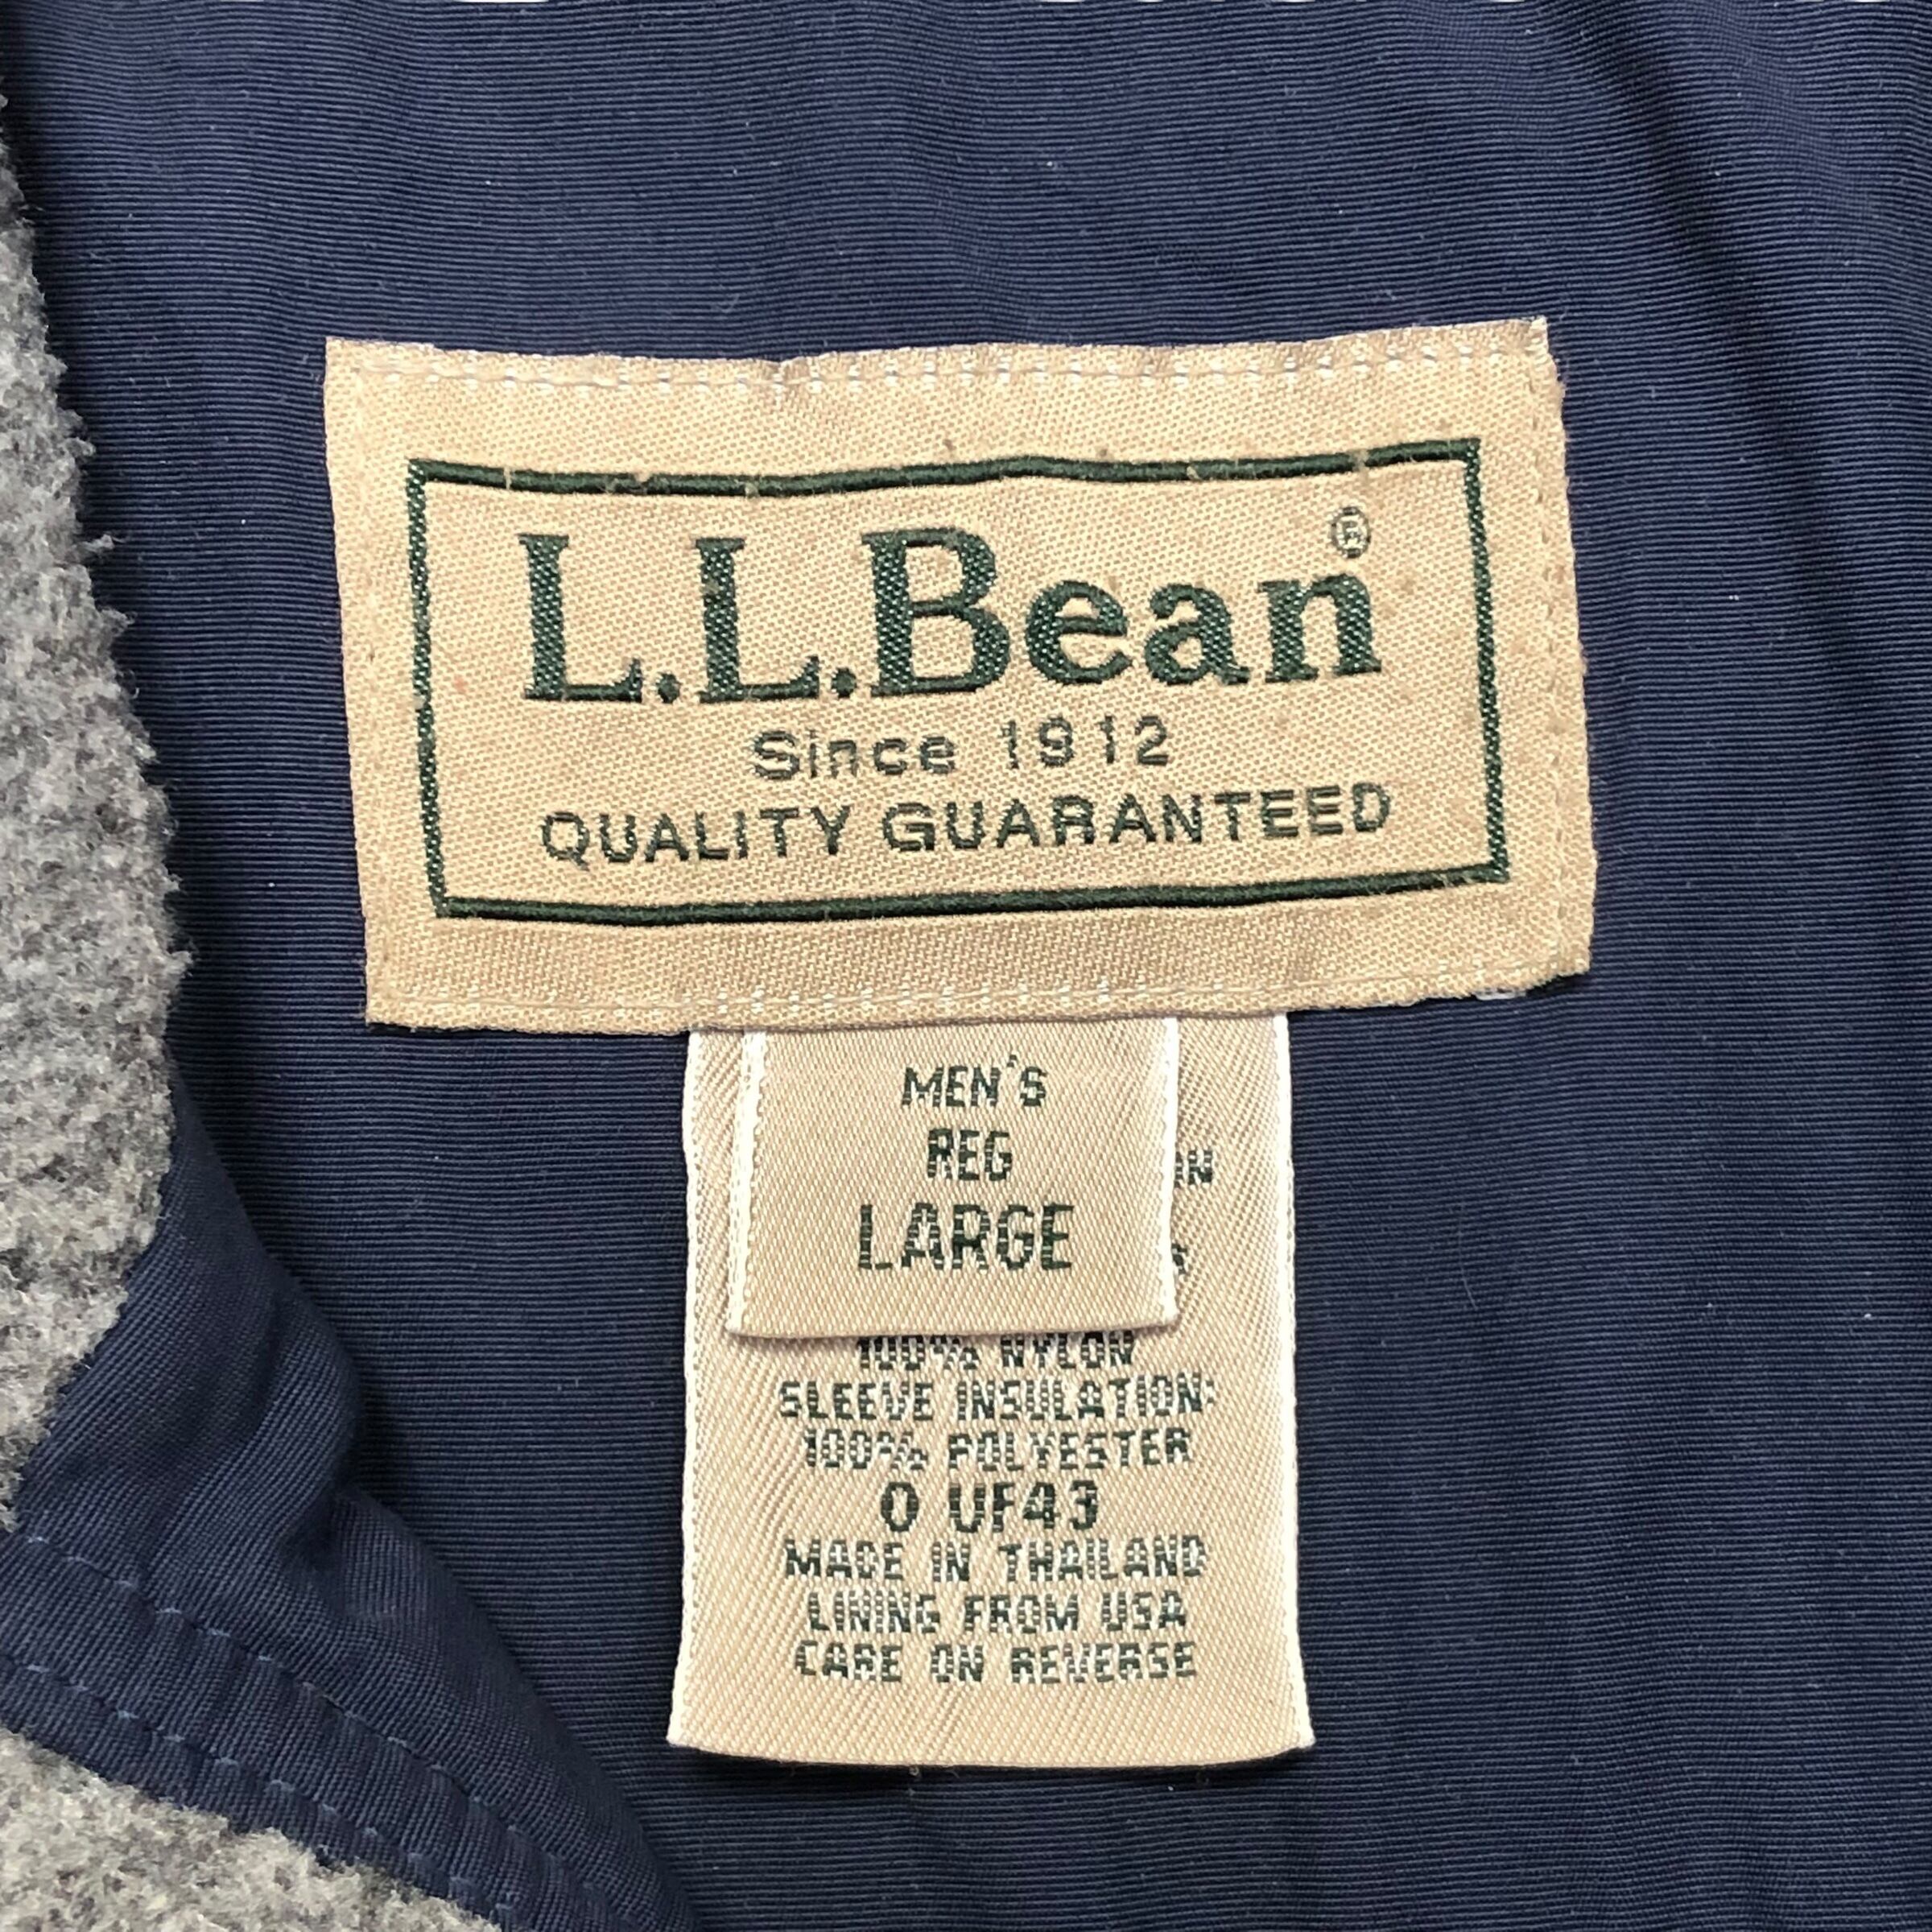 L.L.Bean®
Since 1912
QUALITY GUARANTEED
MEN'S
REG
LARGE
100% NYLON
SLEEVE INSULATION:
100% POLYESTER
0 UF43
MADE IN THAILAND
LINING FROM USA
CARE ON REVERSE